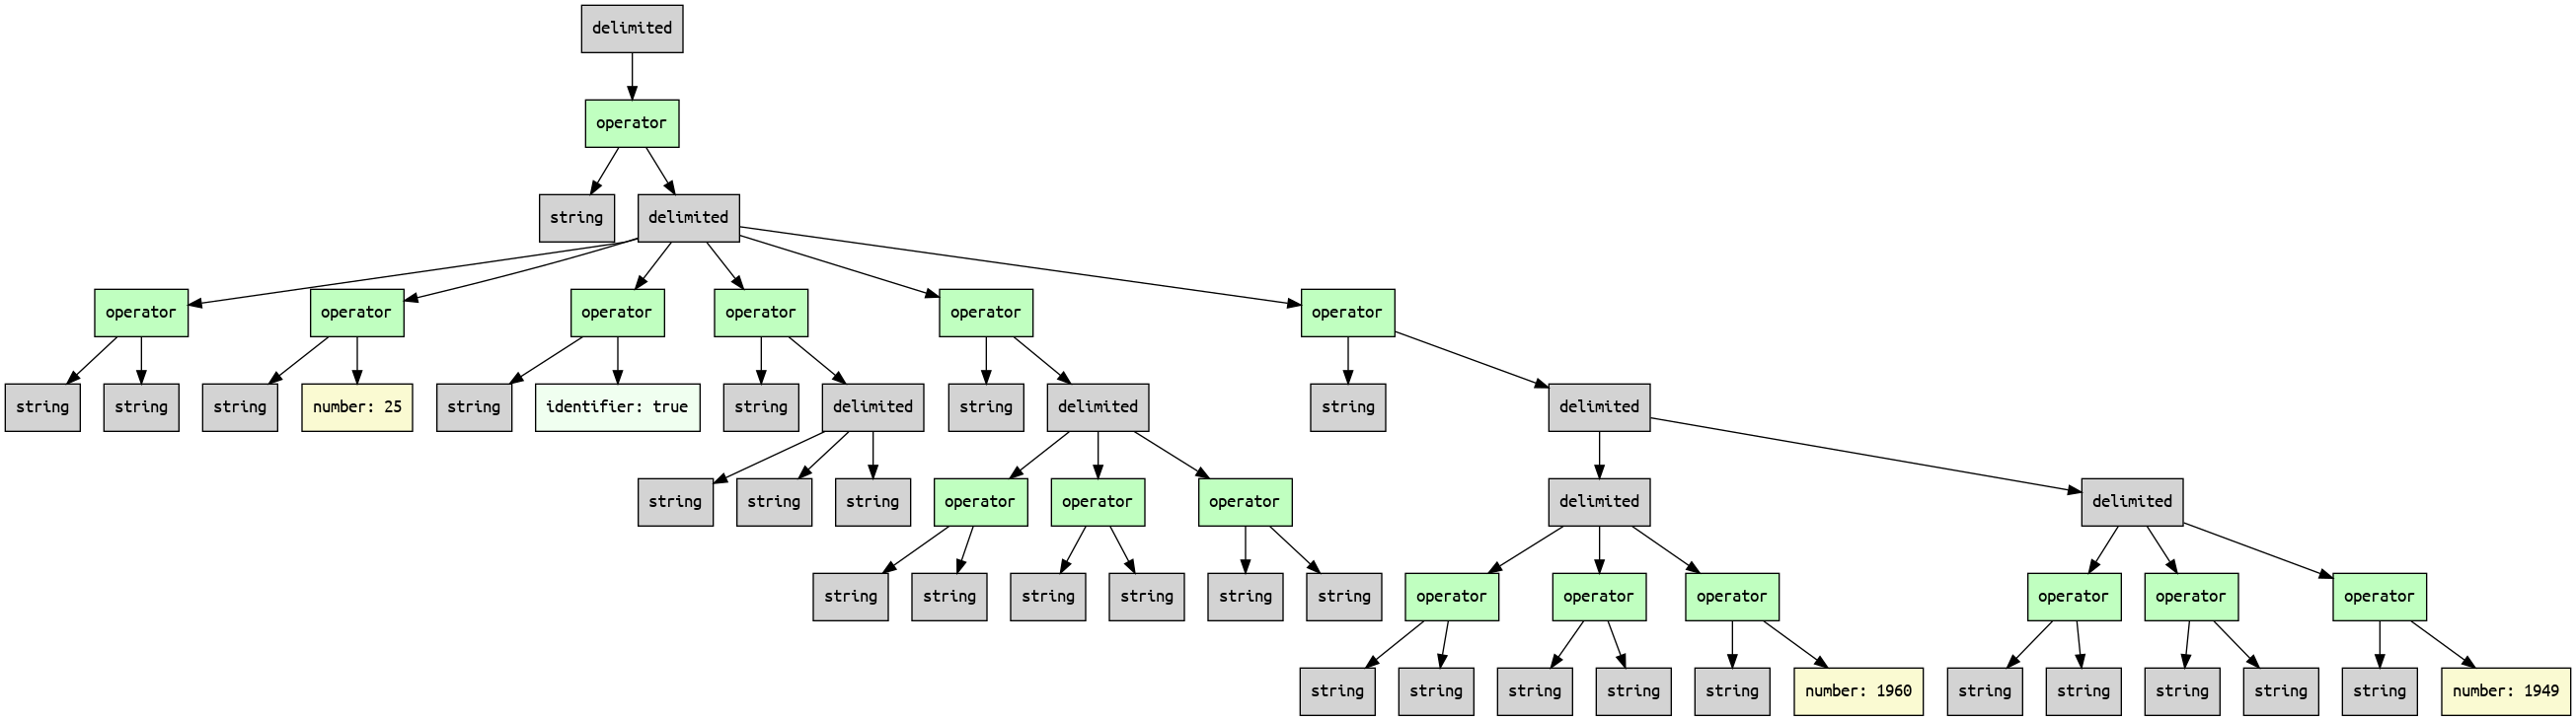 delimited
operator
string delimited
operator operator operator operator operator operator
string string string number: 25 string identifier: true string delimited string delimited string delimited
string string string operator operator operator delimited delimited
string string string string string string operator operator operator operator operator operator
string string string string string number: 1960 string string string string string number: 1949